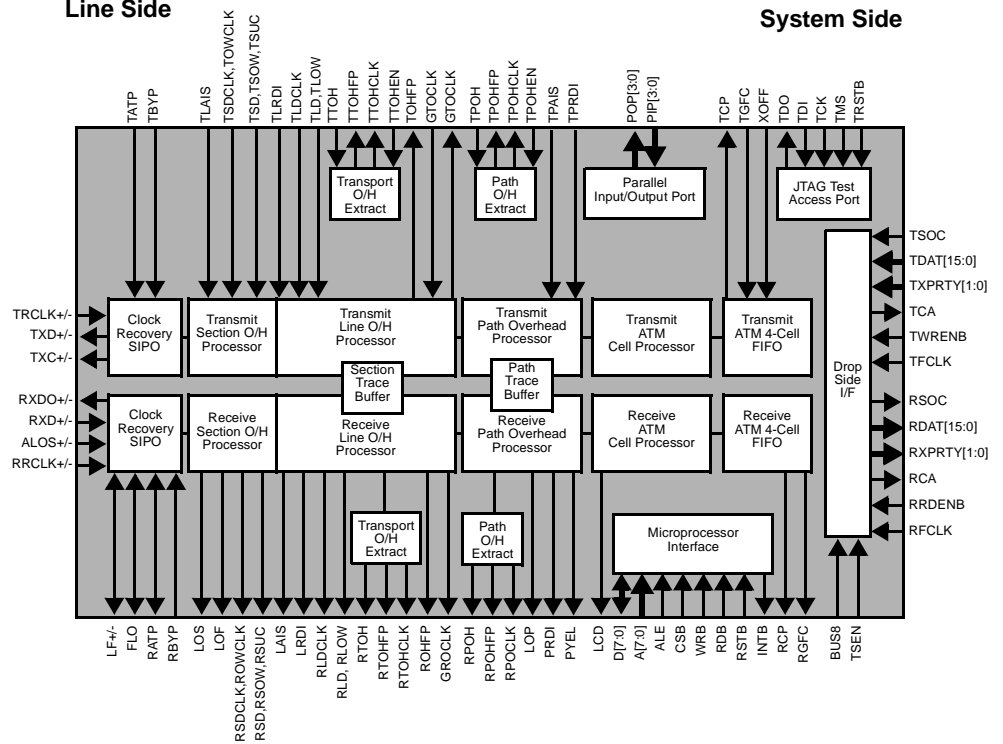 Line Side
System Side
TATP
TBYP
TLAIS
TSDCLK,TOWCLK
TSD,TSOW,TSUC
TLRDI
TLDCLK
TLD,TLOW
TTOH
TTOHFP
TTOHCLK
TTOHEN
TOHFP
GTOCLK
GTOCLK
TPOH
TPOHFP
TPOHCLK
TPOHEN
TPAIS
TPRDI
POP[3:0]
PIP[3:0]
TCP
TGFC
XOFF
TDO
TDI
TCK
TMS
TRSTB
Transport
O/H
Extract
Path
O/H
Extract
Parallel
Input/Output Port
JTAG Test
Access Port
TRCLK+/-
TXD+/-
TXC+/-
RXDO+/-
RXD+/-
ALOS+/-
RRCLK+/-
Clock
Recovery
SIPO
Transmit
Section O/H
Processor
Transmit
Line O/H
Processor
Transmit
Path Overhead
Processor
Transmit
ATM
Cell Processor
Transmit
ATM 4-Cell
FIFO
Section
Trace
Buffer
Path
Trace
Buffer
Clock
Recovery
SIPO
Receive
Section O/H
Processor
Receive
Line O/H
Processor
Receive
Path Overhead
Processor
Receive
ATM
Cell Processor
Receive
ATM 4-Cell
FIFO
Drop
Side
I/F
TSOC
TDAT[15:0]
TXPRTY[1:0]
TCA
TWRENB
TFCLK
RSOC
RDAT[15:0]
RXPRTY[1:0]
RCA
RRDENB
RFCLK
Transport
O/H
Extract
Path
O/H
Extract
Microprocessor
Interface
LF+/-
FLO
RATP
RBYP
LOS
LOF
RSDCLK,ROWCLK
RSD,RSOW,RSUC
LAIS
LRDI
RLDCLK
RLD, RLOW
RTOH
RTOHFP
RTOHCLK
ROHFP
GROCLK
RPOH
RPOHFP
RPOCLK
LOP
PRDI
PYEL
LCD
D[7:0]
A[7:0]
ALE
CSB
WRB
RDB
RSTB
INTB
RCP
RGFC
BUS8
TSEN